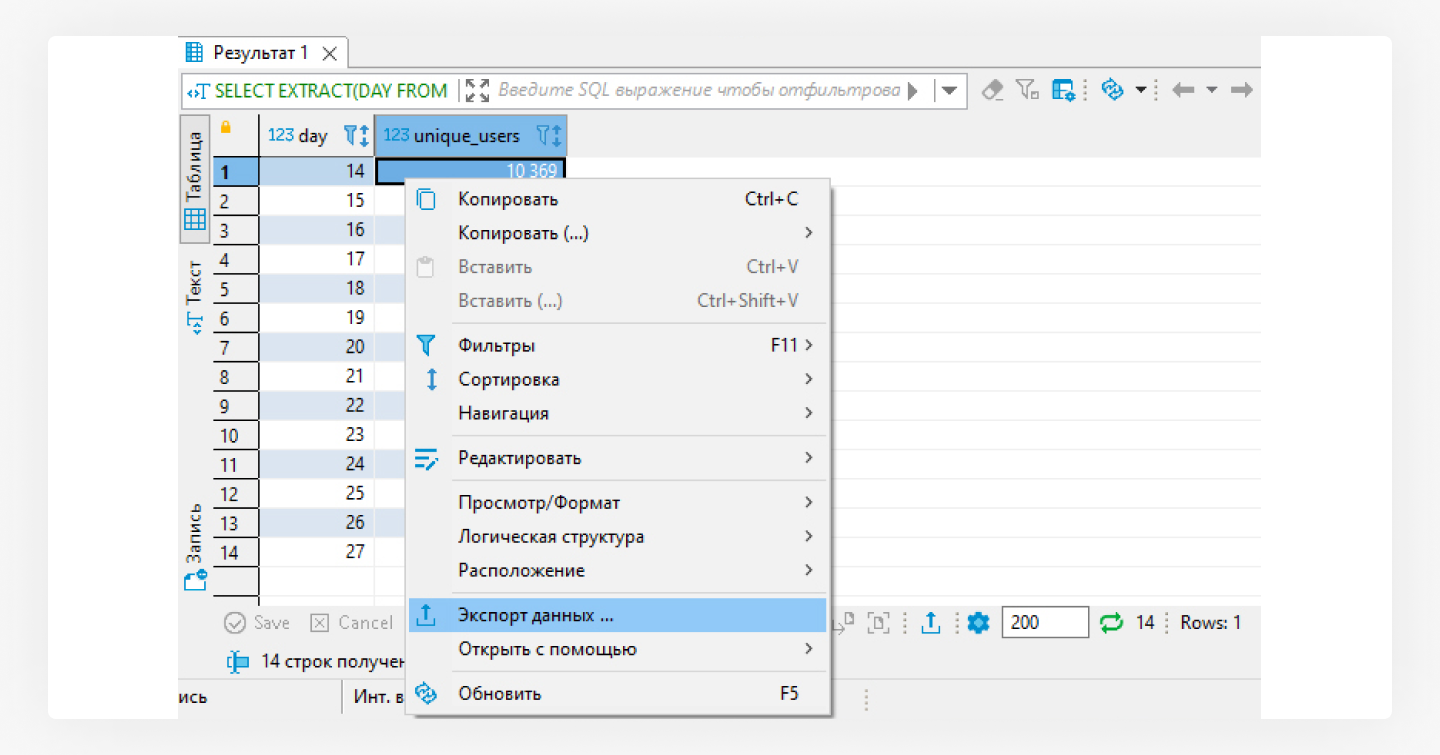 Результат 1
SELECT EXTRACT(DAY FROM Введите SQL выражение чтобы отфильтрова
Таблица
Текст
Запись
123 day 123 unique_users
1 14 10 369
2 15
3 16
4 17
5 18
6 19
7 20
8 21
9 22
10 23
11 24
12 25
13 26
14 27
Копировать Ctrl+C
Копировать (...)
Вставить Ctrl+V
Вставить (...) Ctrl+Shift+V
Фильтры F11
Сортировка
Навигация
Редактировать
Просмотр/Формат
Логическая структура
Расположение
Экспорт данных ...
Открыть с помощью
Обновить F5
Save Cancel 200 14 Rows: 1
14 строк получен
ись Инт. в